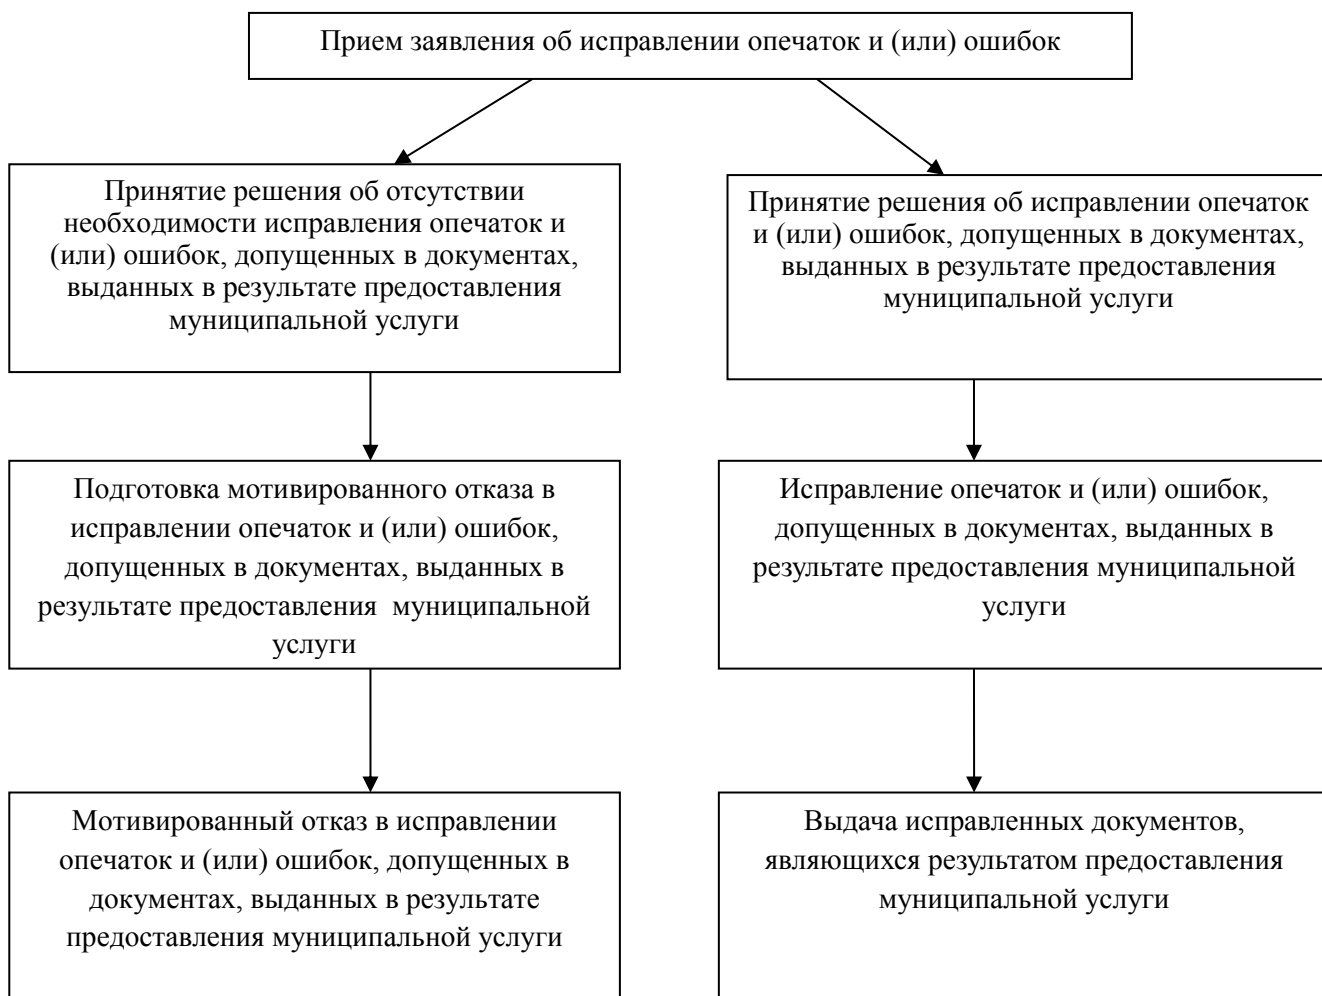 Прием заявления об исправлении опечаток и (или) ошибок
Принятие решения об отсутствии
необходимости исправления опечаток и
(или) ошибок, допущенных в документах,
выданных в результате предоставления
муниципальной услуги
Принятие решения об исправлении опечаток
и (или) ошибок, допущенных в документах,
выданных в результате предоставления
муниципальной услуги
Подготовка мотивированного отказа в
исправлении опечаток и (или) ошибок,
допущенных в документах, выданных в
результате предоставления  муниципальной
услуги
Исправление опечаток и (или) ошибок,
допущенных в документах, выданных в
результате предоставления муниципальной
услуги
Мотивированный отказ в исправлении
опечаток и (или) ошибок, допущенных в
документах, выданных в результате
предоставления муниципальной услуги
Выдача исправленных документов,
являющихся результатом предоставления
муниципальной услуги